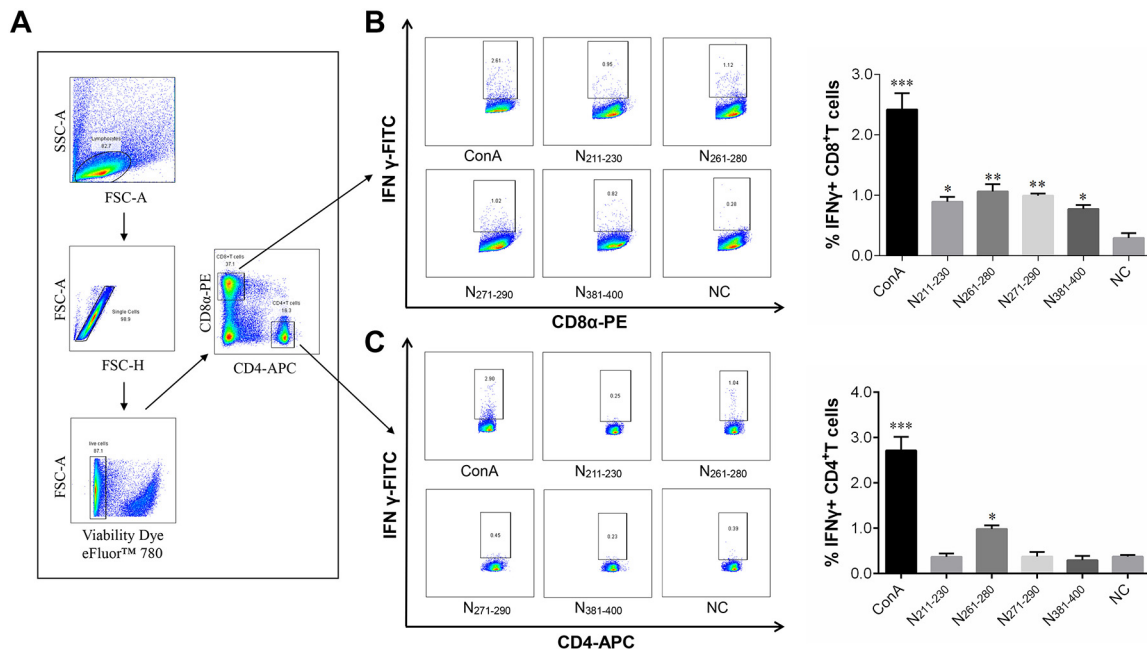 A
SSC-A
Lymphocytes
82.7
FSC-A
FSC-A
Single Cells
98.9
FSC-H
FSC-A
live cells
97.1
Viability Dye
eFluor™ 780
CD8α-PE
CD8+T cells
37.1
CD4+T cells
18.3
CD4-APC
B
IFN γ-FITC
2.61
0.95
1.12
ConA
N211-230
N261-280
1.02
0.82
0.38
N271-290
N381-400
NC
CD8α-PE
% IFNγ+ CD8+T cells
3.0
2.0
1.0
0.0
***
*
**
**
*
ConA
N211-230
N261-280
N271-290
N381-400
NC
C
IFN γ-FITC
2.90
0.25
1.04
ConA
N211-230
N261-280
0.45
0.23
0.39
N271-290
N381-400
NC
CD4-APC
% IFNγ+ CD4+T cells
4.0
3.0
2.0
1.0
0.0
***
*
ConA
N211-230
N261-280
N271-290
N381-400
NC